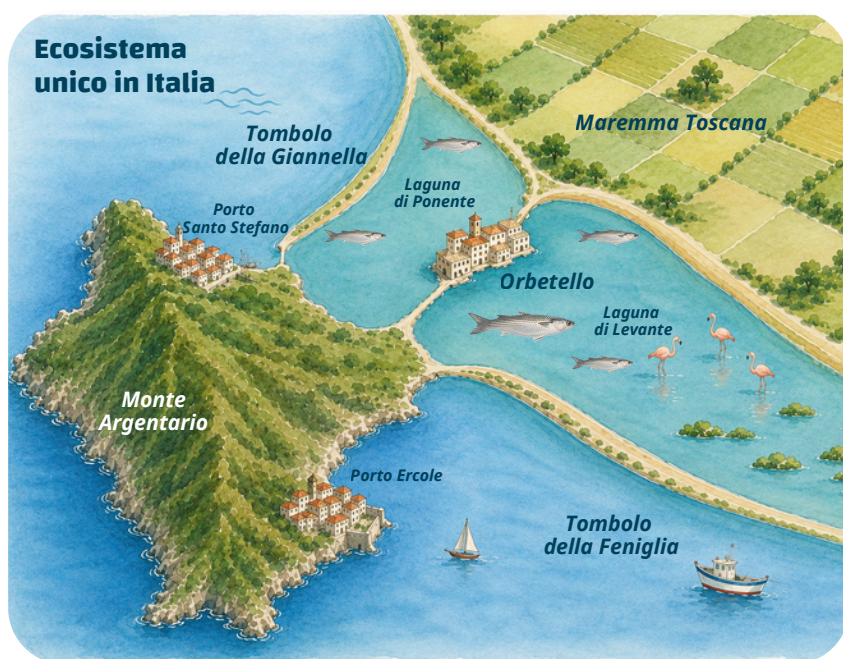 Ecosistema
unico in Italia
Tombolo
della Giannella
Maremma Toscana
Laguna
di Ponente
Porto
Santo Stefano
Orbetello
Laguna
di Levante
Monte
Argentario
Porto Ercole
Tombolo
della Feniglia